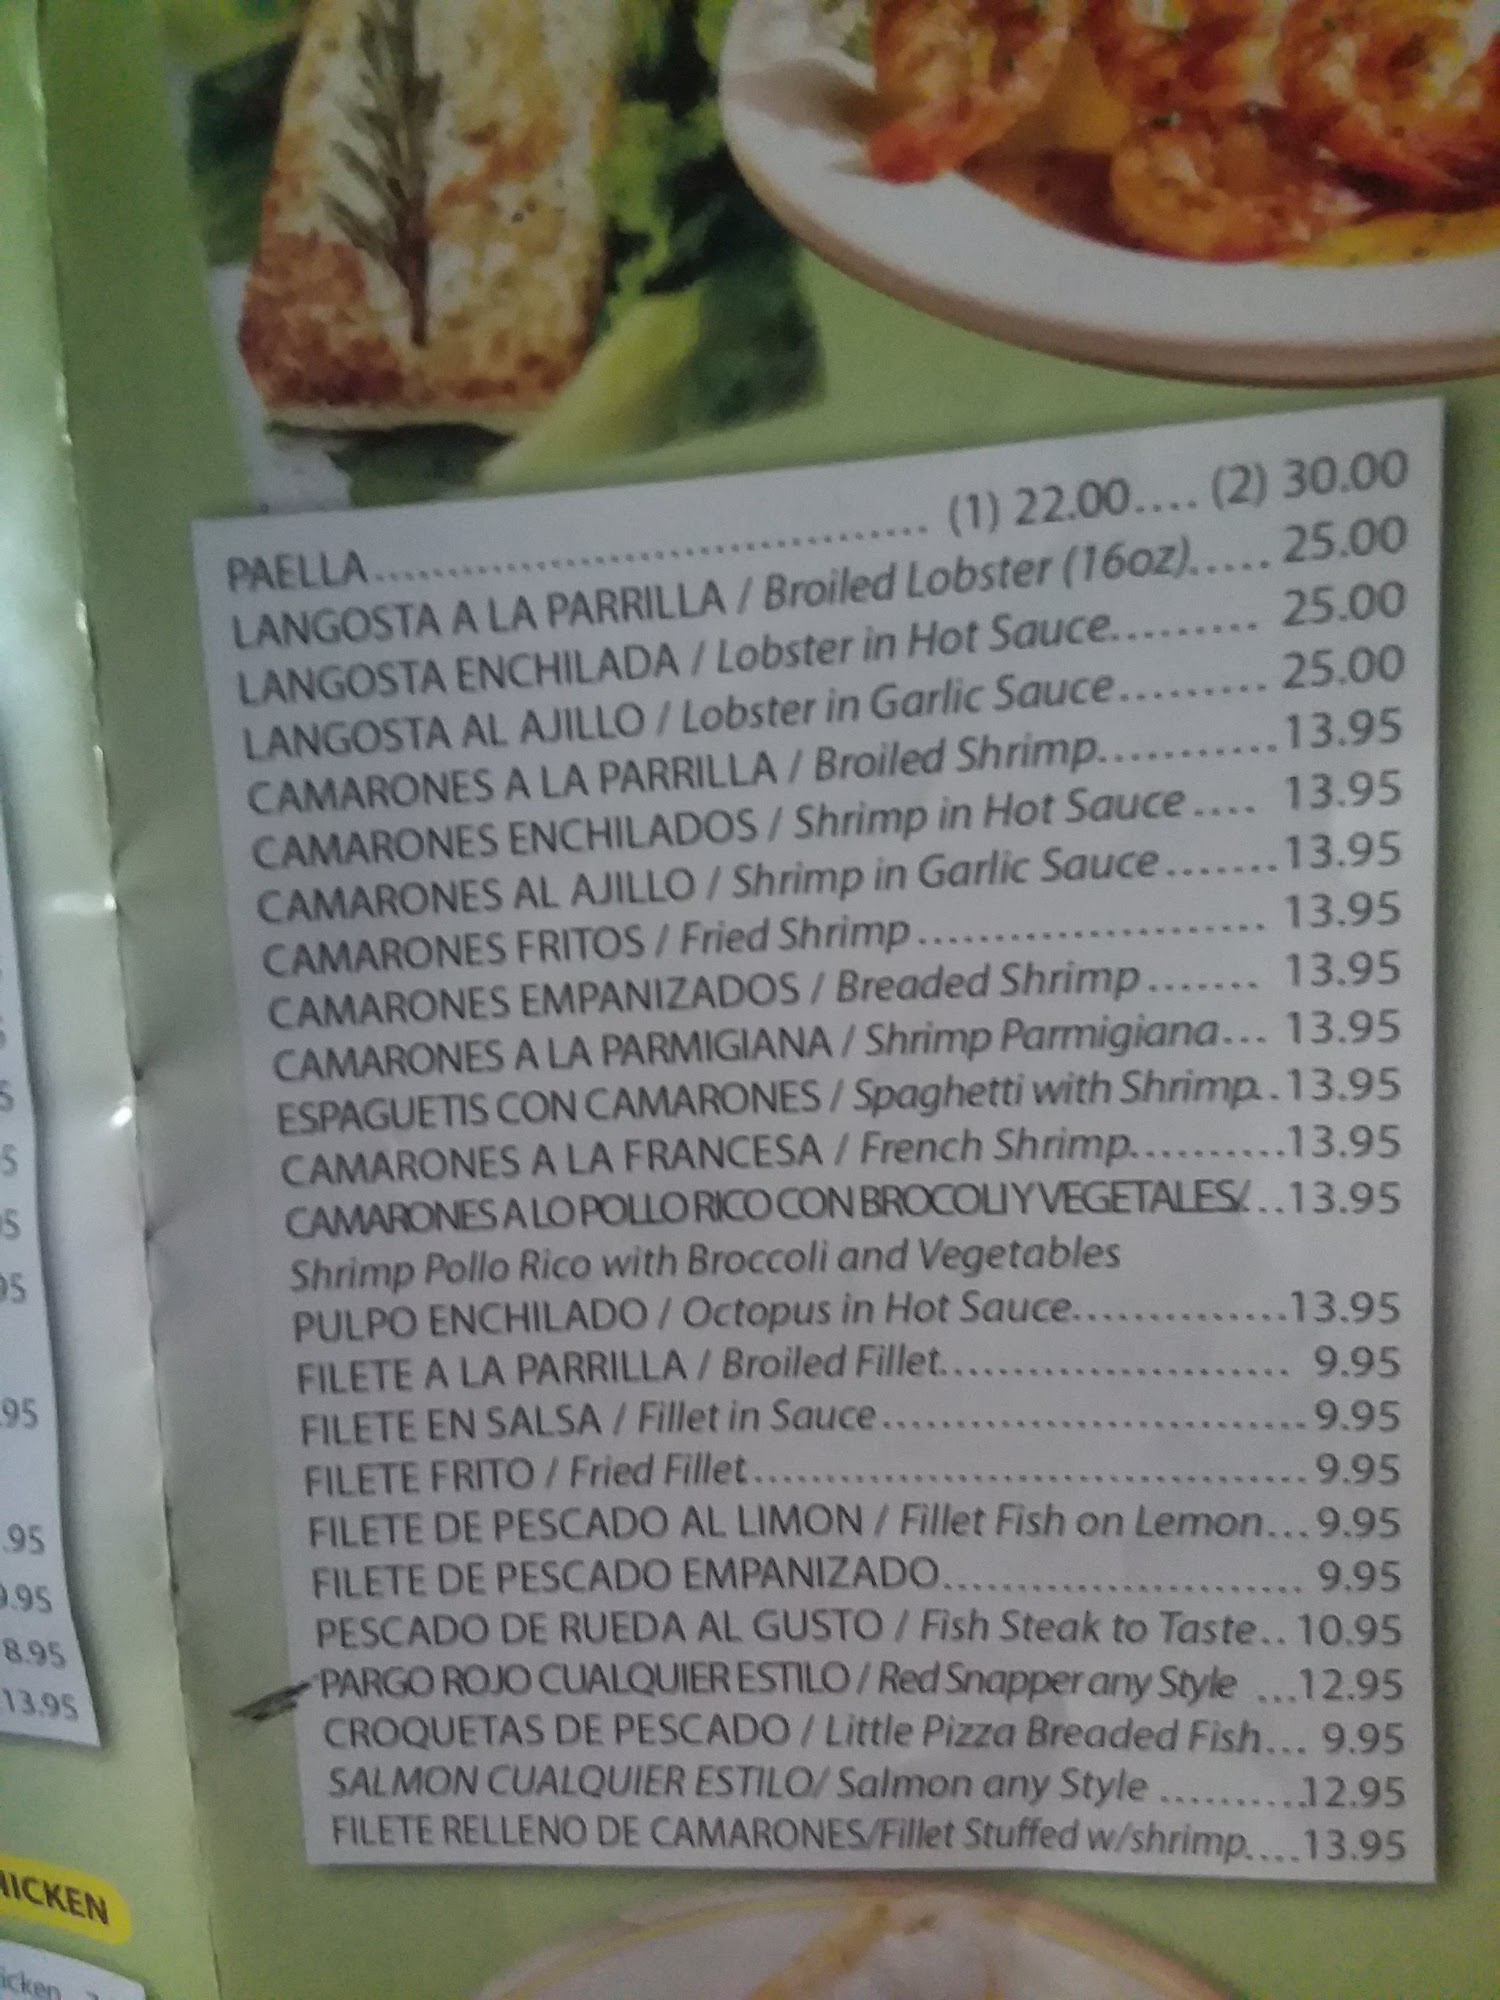 PAELLA.................................... (1) 22.00.... (2) 30.00
LANGOSTA A LA PARRILLA / Broiled Lobster (16oz)..... 25.00
LANGOSTA ENCHILADA / Lobster in Hot Sauce......... 25.00
LANGOSTA AL AJILLO / Lobster in Garlic Sauce......... 25.00
CAMARONES A LA PARRILLA / Broiled Shrimp...........13.95
CAMARONES ENCHILADOS / Shrimp in Hot Sauce .... 13.95
CAMARONES AL AJILLO / Shrimp in Garlic Sauce.......13.95
CAMARONES FRITOS / Fried Shrimp....................... 13.95
CAMARONES EMPANIZADOS / Breaded Shrimp....... 13.95
CAMARONES A LA PARMIGIANA / Shrimp Parmigiana... 13.95
ESPAGUETIS CON CAMARONES / Spaghetti with Shrimp..13.95
CAMARONES A LA FRANCESA / French Shrimp..........13.95
CAMARONES A LO POLLO RICO CON BROCOLI Y VEGETALES/...13.95
Shrimp Pollo Rico with Broccoli and Vegetables
PULPO ENCHILADO / Octopus in Hot Sauce..............13.95
FILETE A LA PARRILLA / Broiled Fillet....................... 9.95
FILETE EN SALSA / Fillet in Sauce............................9.95
FILETE FRITO / Fried Fillet.....................................9.95
FILETE DE PESCADO AL LIMON / Fillet Fish on Lemon...9.95
FILETE DE PESCADO EMPANIZADO........................ 9.95
PESCADO DE RUEDA AL GUSTO / Fish Steak to Taste.. 10.95
PARGO ROJO CUALQUIER ESTILO / Red Snapper any Style ...12.95
CROQUETAS DE PESCADO / Little Pizza Breaded Fish... 9.95
SALMON CUALQUIER ESTILO/ Salmon any Style ..........12.95
FILETE RELLENO DE CAMARONES/Fillet Stuffed w/shrimp....13.95
5
5
95
.95
.95
9.95
8.95
13.95
HICKEN
icken